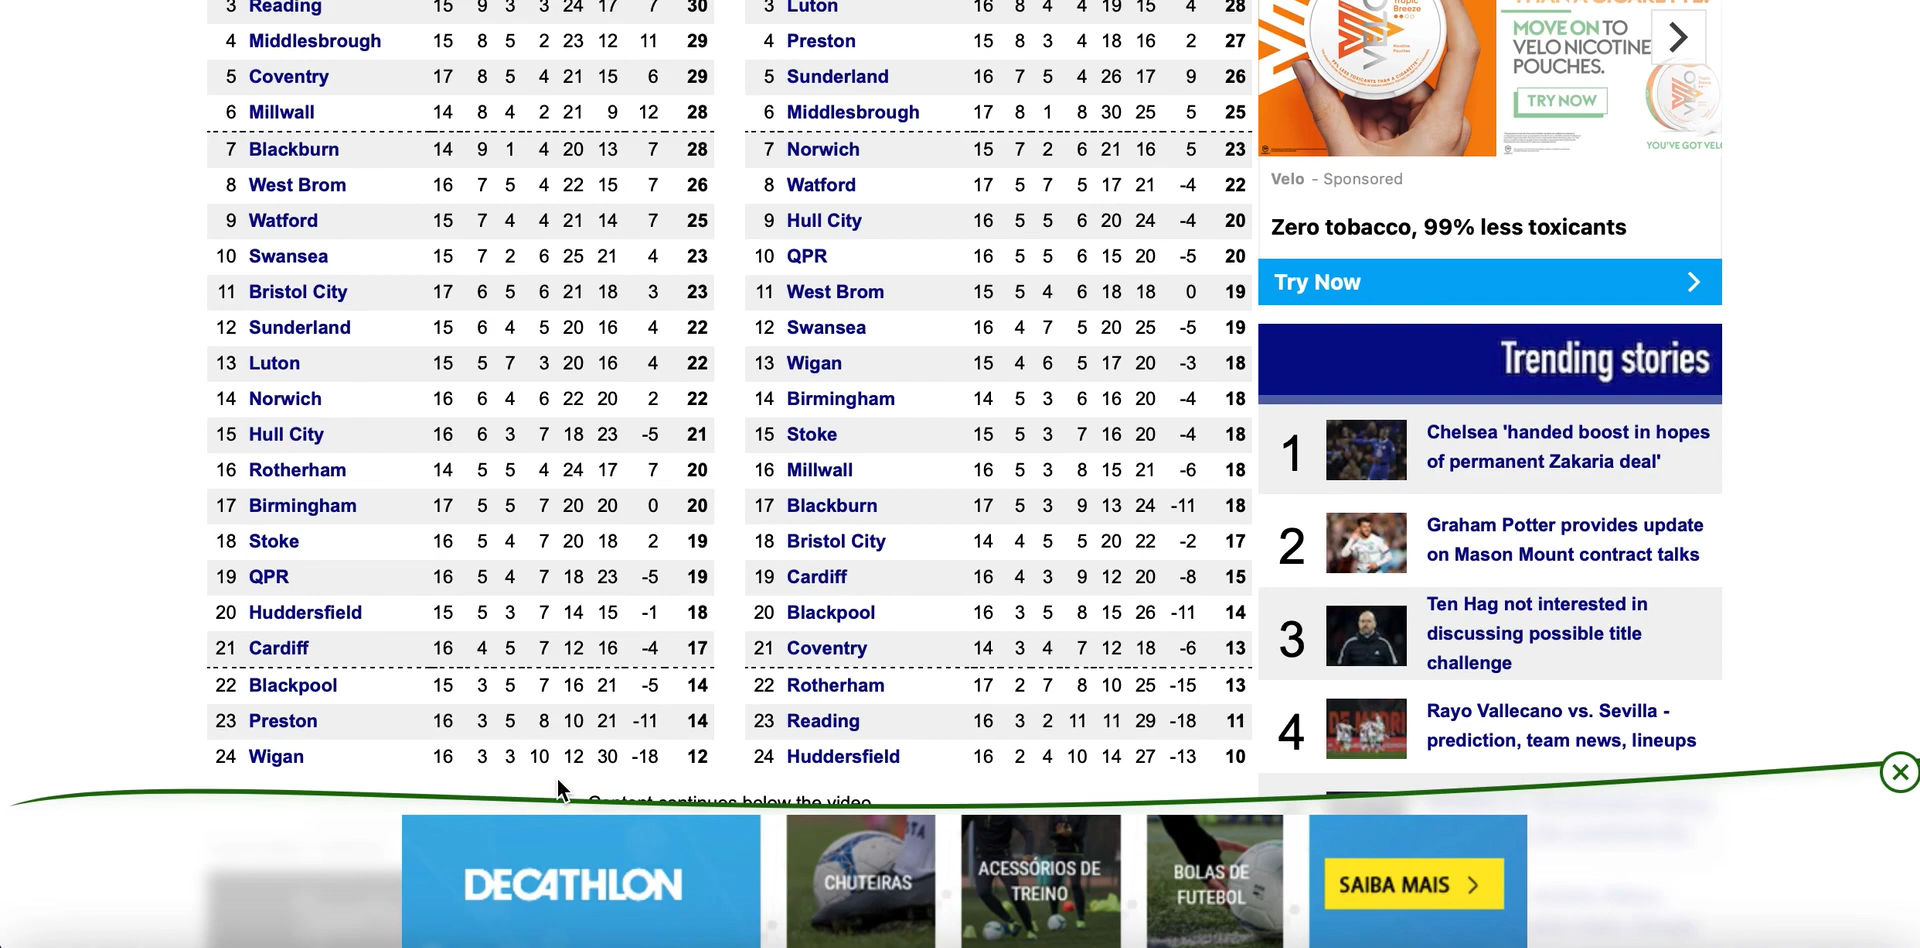 3 Reading 15 9 3 3 24 17 7 30
4 Middlesbrough 15 8 5 2 23 12 11 29
5 Coventry 17 8 5 4 21 15 6 29
6 Millwall 14 8 4 2 21 9 12 28
7 Blackburn 14 9 1 4 20 13 7 28
8 West Brom 16 7 5 4 22 15 7 26
9 Watford 15 7 4 4 21 14 7 25
10 Swansea 15 7 2 6 25 21 4 23
11 Bristol City 17 6 5 6 21 18 3 23
12 Sunderland 15 6 4 5 20 16 4 22
13 Luton 15 5 7 3 20 16 4 22
14 Norwich 16 6 4 6 22 20 2 22
15 Hull City 16 6 3 7 18 23 -5 21
16 Rotherham 14 5 5 4 24 17 7 20
17 Birmingham 17 5 5 7 20 20 0 20
18 Stoke 16 5 4 7 20 18 2 19
19 QPR 16 5 4 7 18 23 -5 19
20 Huddersfield 15 5 3 7 14 15 -1 18
21 Cardiff 16 4 5 7 12 16 -4 17
22 Blackpool 15 3 5 7 16 21 -5 14
23 Preston 16 3 5 8 10 21 -11 14
24 Wigan 16 3 3 10 12 30 -18 12
3 Luton 16 8 4 4 19 15 4 28
4 Preston 15 8 3 4 18 16 2 27
5 Sunderland 16 7 5 4 26 17 9 26
6 Middlesbrough 17 8 1 8 30 25 5 25
7 Norwich 15 7 2 6 21 16 5 23
8 Watford 17 5 7 5 17 21 -4 22
9 Hull City 16 5 5 6 20 24 -4 20
10 QPR 16 5 5 6 15 20 -5 20
11 West Brom 15 5 4 6 18 18 0 19
12 Swansea 16 4 7 5 20 25 -5 19
13 Wigan 15 4 6 5 17 20 -3 18
14 Birmingham 14 5 3 6 16 20 -4 18
15 Stoke 15 5 3 7 16 20 -4 18
16 Millwall 16 5 3 8 15 21 -6 18
17 Blackburn 17 5 3 9 13 24 -11 18
18 Bristol City 14 4 5 5 20 22 -2 17
19 Cardiff 16 4 3 9 12 20 -8 15
20 Blackpool 16 3 5 8 15 26 -11 14
21 Coventry 14 3 4 7 12 18 -6 13
22 Rotherham 17 2 7 8 10 25 -15 13
23 Reading 16 3 2 11 11 29 -18 11
24 Huddersfield 16 2 4 10 14 27 -13 10
Content continues below the video
Tropic
Breeze
VELO
THAN A CIGARETTE.
MOVE ON TO
VELO NICOTINE
POUCHES.
TRY NOW
YOU'VE GOT VELO
Velo - Sponsored
Zero tobacco, 99% less toxicants
Try Now
Trending stories
1
Chelsea 'handed boost in hopes
of permanent Zakaria deal'
2
Graham Potter provides update
on Mason Mount contract talks
3
Ten Hag not interested in
discussing possible title
challenge
4
Rayo Vallecano vs. Sevilla -
prediction, team news, lineups
DECATHLON
CHUTEIRAS
ACESSÓRIOS DE
TREINO
BOLAS DE
FUTEBOL
SAIBA MAIS